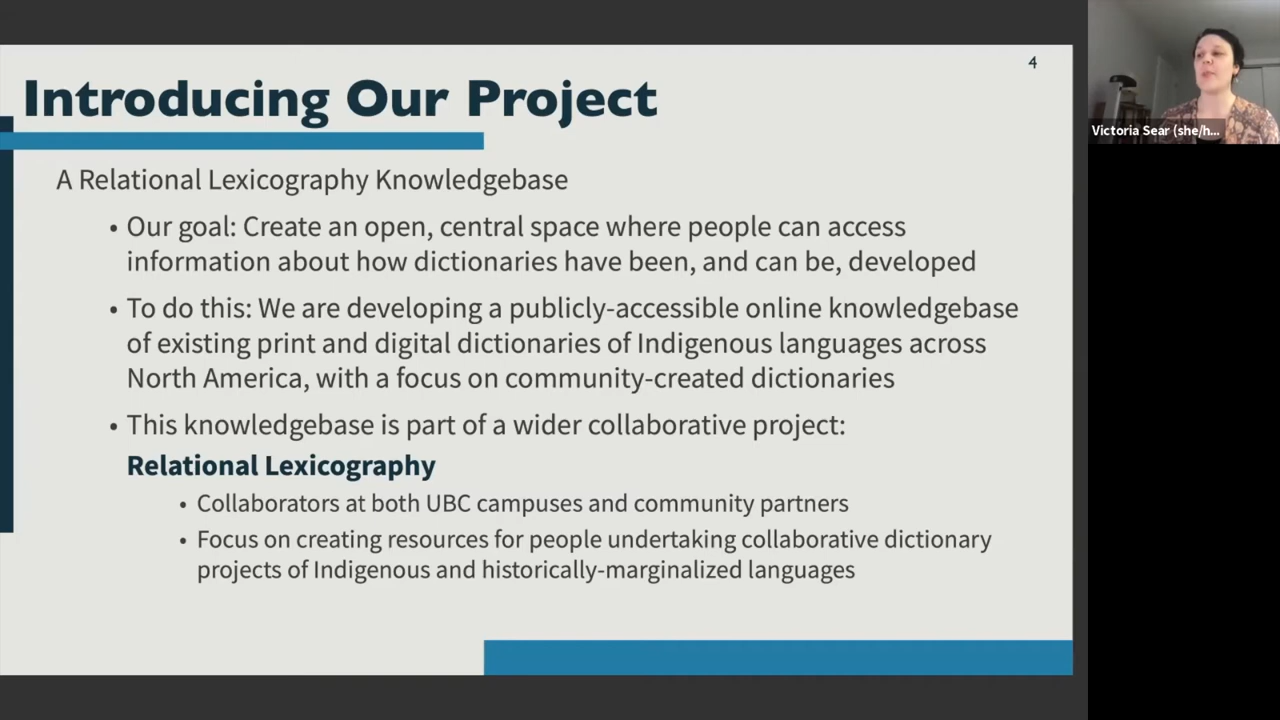 4
Introducing Our Project
A Relational Lexicography Knowledgebase
• Our goal: Create an open, central space where people can access
information about how dictionaries have been, and can be, developed
• To do this: We are developing a publicly-accessible online knowledgebase
of existing print and digital dictionaries of Indigenous languages across
North America, with a focus on community-created dictionaries
• This knowledgebase is part of a wider collaborative project:
Relational Lexicography
• Collaborators at both UBC campuses and community partners
• Focus on creating resources for people undertaking collaborative dictionary
projects of Indigenous and historically-marginalized languages
Victoria Sear (she/h...